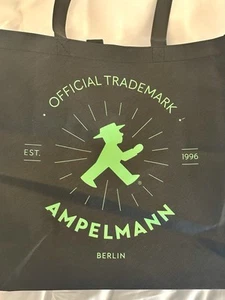 OFFICIAL TRADEMARK
EST. 1996
AMPELMANN
BERLIN